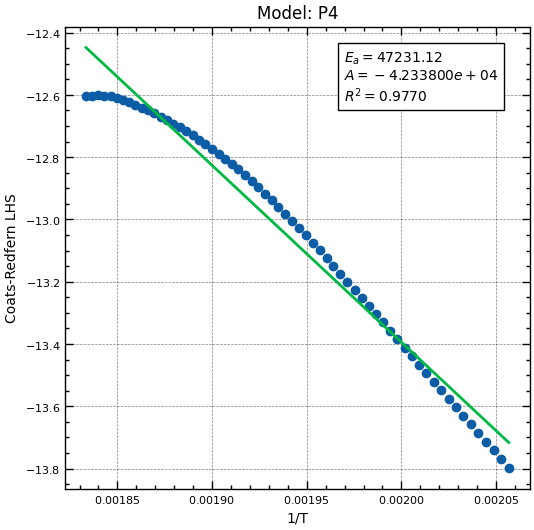 Model: P4
−12.4
−12.6
−12.8
−13.0
−13.2
−13.4
−13.6
−13.8
Coats-Redfern LHS
E_a = 47231.12
A = −4.233800e + 04
R² = 0.9770
0.00185 0.00190 0.00195 0.00200 0.00205
1/T